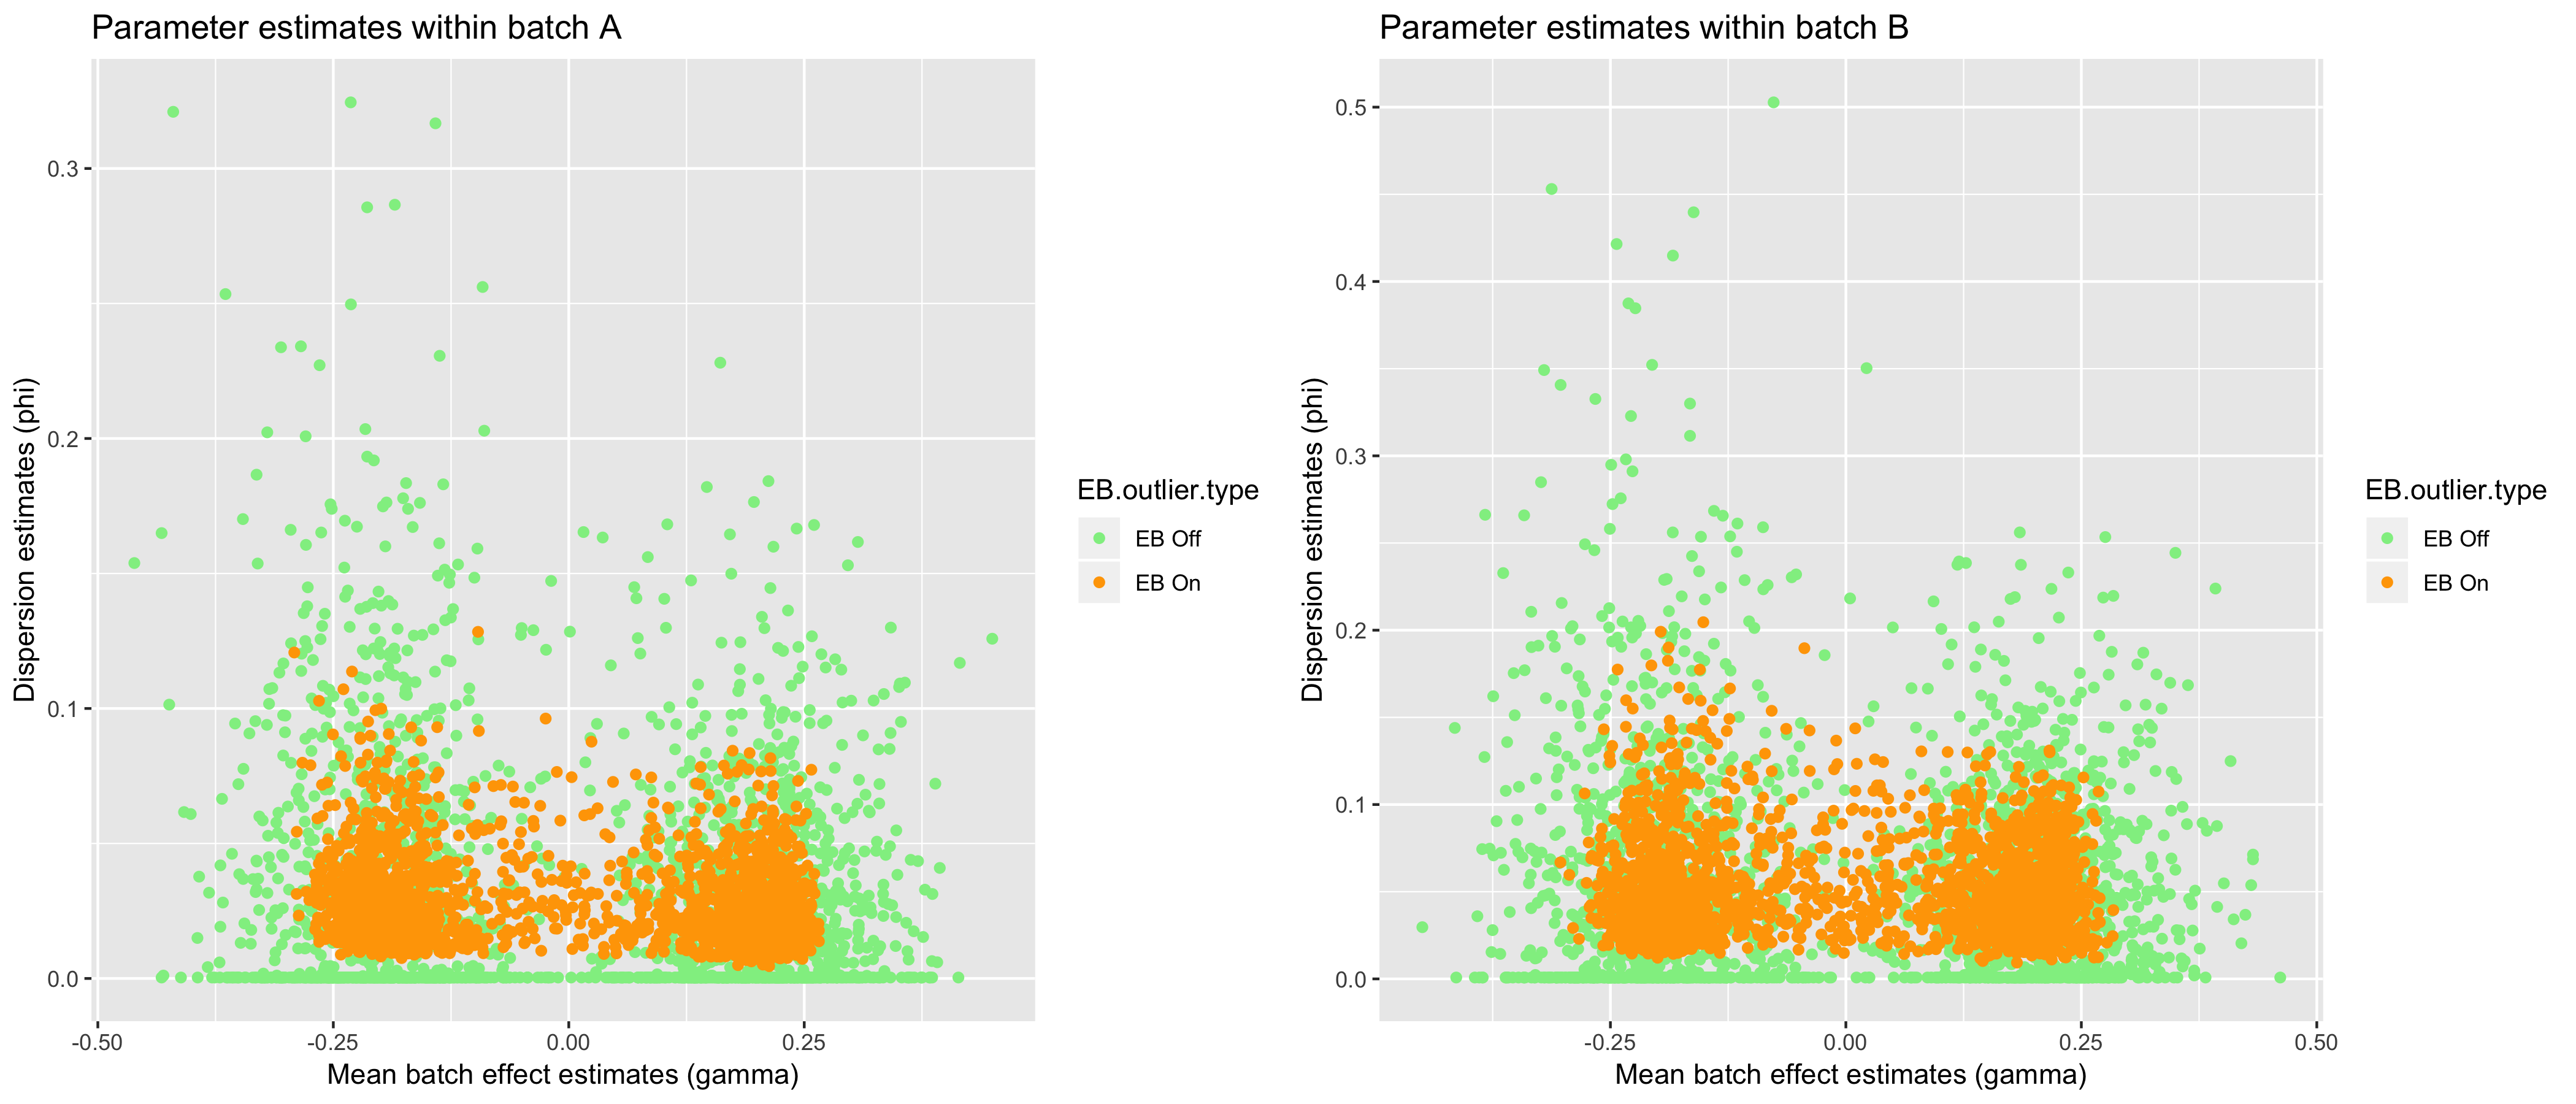 Parameter estimates within batch A
Dispersion estimates (phi)
0.3
0.2
0.1
0.0
-0.50
-0.25
0.00
0.25
Mean batch effect estimates (gamma)
EB.outlier.type
EB Off
EB On
Parameter estimates within batch B
Dispersion estimates (phi)
0.5
0.4
0.3
0.2
0.1
0.0
-0.25
0.00
0.25
0.50
Mean batch effect estimates (gamma)
EB.outlier.type
EB Off
EB On